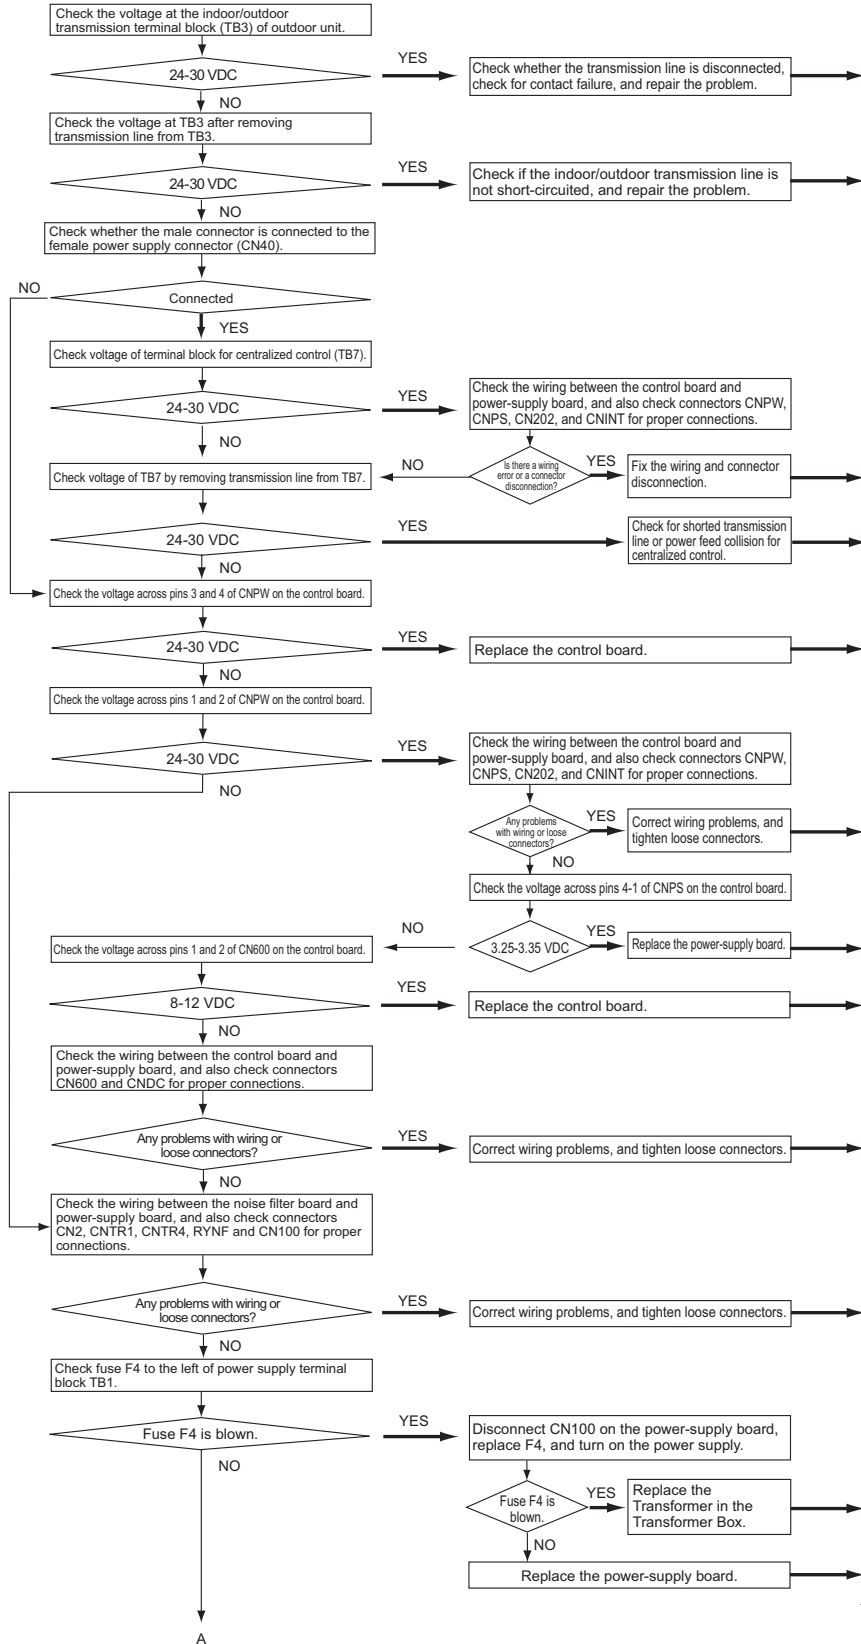 Check the voltage at the indoor/outdoor
transmission terminal block (TB3) of outdoor unit.
24-30 VDC
YES
Check whether the transmission line is disconnected,
check for contact failure, and repair the problem.
NO
Check the voltage at TB3 after removing
transmission line from TB3.
24-30 VDC
YES
Check if the indoor/outdoor transmission line is
not short-circuited, and repair the problem.
NO
Check whether the male connector is connected to the
female power supply connector (CN40).
NO
Connected
YES
Check voltage of terminal block for centralized control (TB7).
24-30 VDC
YES
Check the wiring between the control board and
power-supply board, and also check connectors CNPW,
CNPS, CN202, and CNINT for proper connections.
NO
Is there a wiring
error or a connector
disconnection?
YES
Fix the wiring and connector
disconnection.
NO
Check voltage of TB7 by removing transmission line from TB7.
24-30 VDC
YES
Check for shorted transmission
line or power feed collision for
centralized control.
NO
Check the voltage across pins 3 and 4 of CNPW on the control board.
24-30 VDC
YES
Replace the control board.
NO
Check the voltage across pins 1 and 2 of CNPW on the control board.
24-30 VDC
YES
Check the wiring between the control board and
power-supply board, and also check connectors CNPW,
CNPS, CN202, and CNINT for proper connections.
NO
Any problems
with wiring or loose
connectors?
YES
Correct wiring problems, and
tighten loose connectors.
NO
Check the voltage across pins 4-1 of CNPS on the control board.
3.25-3.35 VDC
YES
Replace the power-supply board.
NO
Check the voltage across pins 1 and 2 of CN600 on the control board.
8-12 VDC
YES
Replace the control board.
NO
Check the wiring between the control board and
power-supply board, and also check connectors
CN600 and CNDC for proper connections.
Any problems with wiring or
loose connectors?
YES
Correct wiring problems, and tighten loose connectors.
NO
Check the wiring between the noise filter board and
power-supply board, and also check connectors
CN2, CNTR1, CNTR4, RYNF and CN100 for proper
connections.
Any problems with wiring or
loose connectors?
YES
Correct wiring problems, and tighten loose connectors.
NO
Check fuse F4 to the left of power supply terminal
block TB1.
Fuse F4 is blown.
YES
Disconnect CN100 on the power-supply board,
replace F4, and turn on the power supply.
NO
Fuse F4 is
blown.
YES
Replace the
Transformer in the
Transformer Box.
NO
Replace the power-supply board.
A